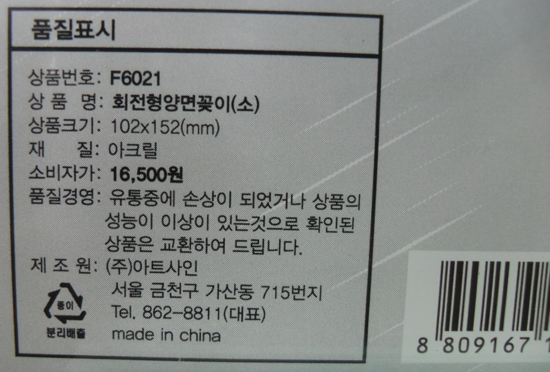 품질표시
상품번호: F6021
상 품 명: 회전형양면꽂이(소)
상품크기: 102x152(mm)
재 질: 아크릴
소비자가: 16,500원
품질경영: 유통중에 손상이 되었거나 상품의
성능이 이상이 있는것으로 확인된
상품은 교환하여 드립니다.
제 조 원: (주)아트사인
서울 금천구 가산동 715번지
Tel. 862-8811(대표)
made in china
종이
분리배출
8 809167 1